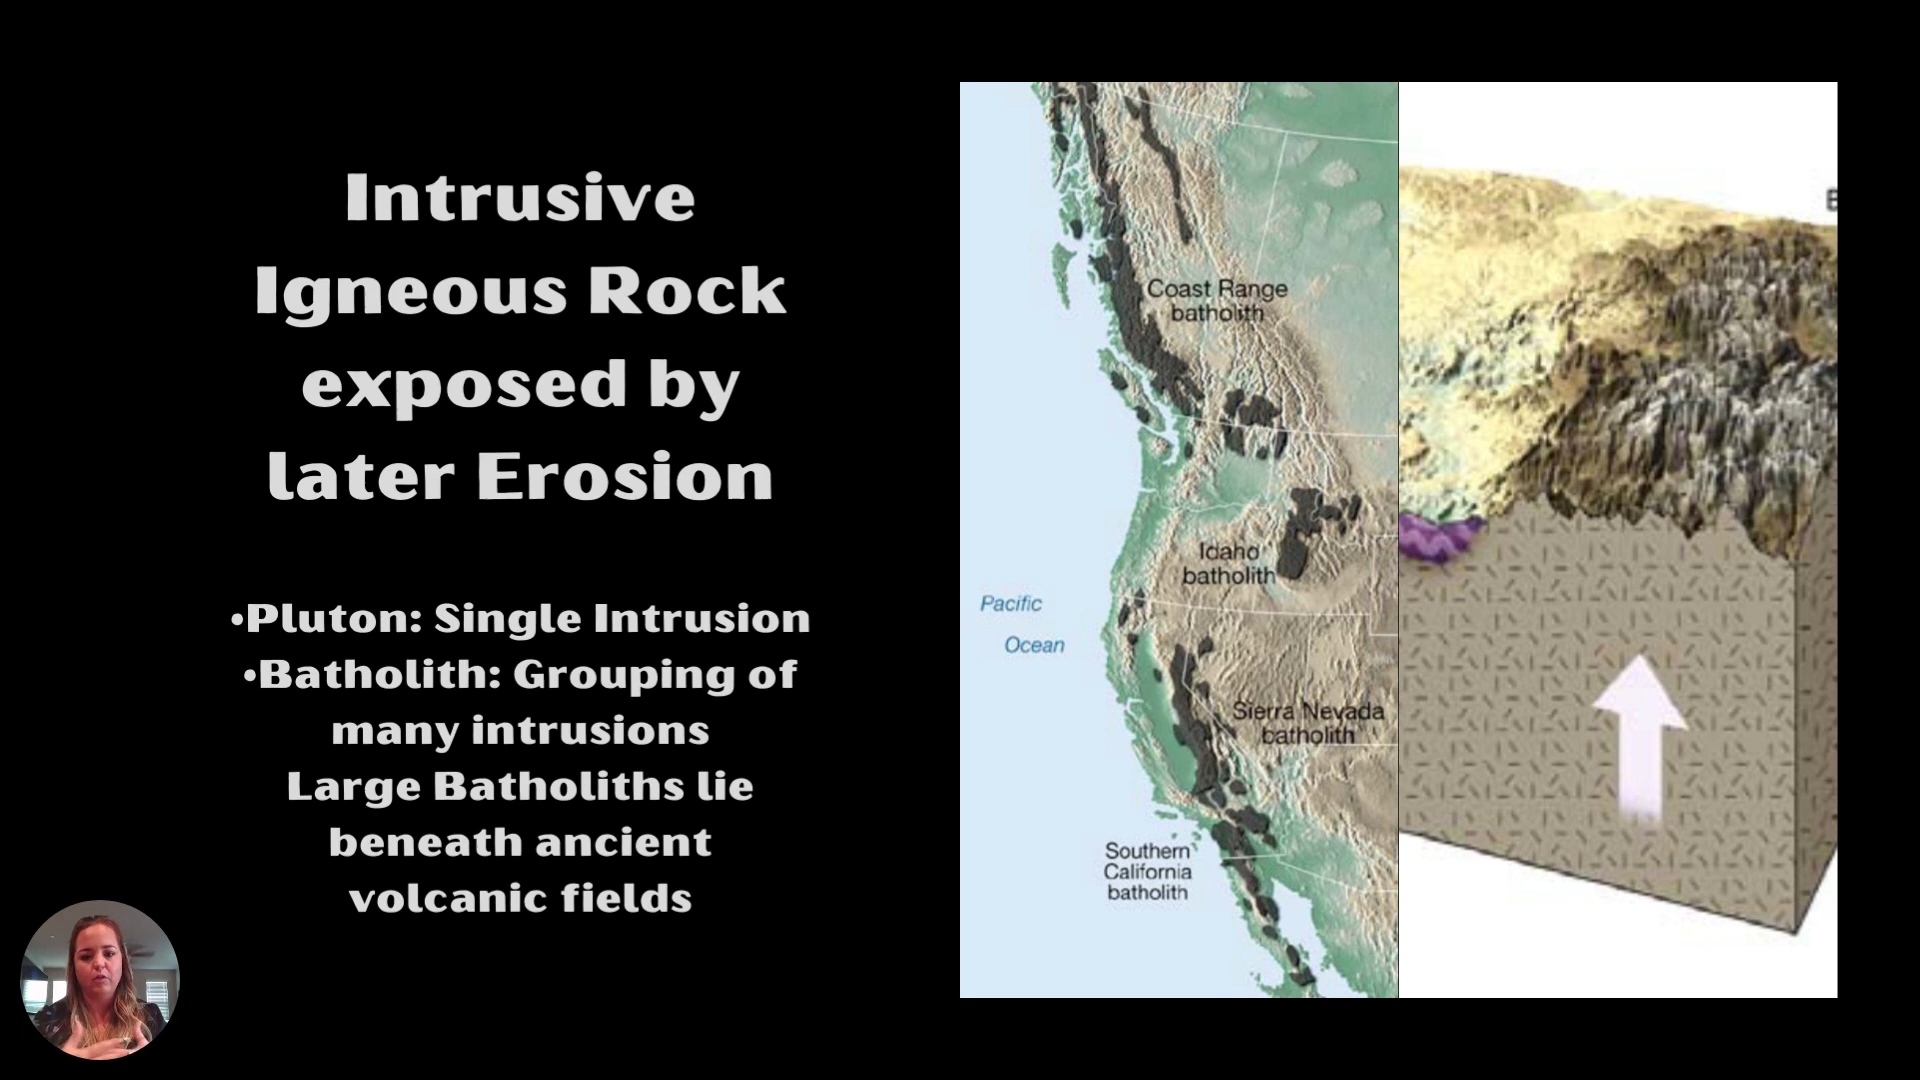 Intrusive
Igneous Rock
exposed by
later Erosion
•Pluton: Single Intrusion
•Batholith: Grouping of
many intrusions
Large Batholiths lie
beneath ancient
volcanic fields
Coast Range
batholith
Idaho
batholith
Pacific
Ocean
Sierra Nevada
batholith
Southern
California
batholith